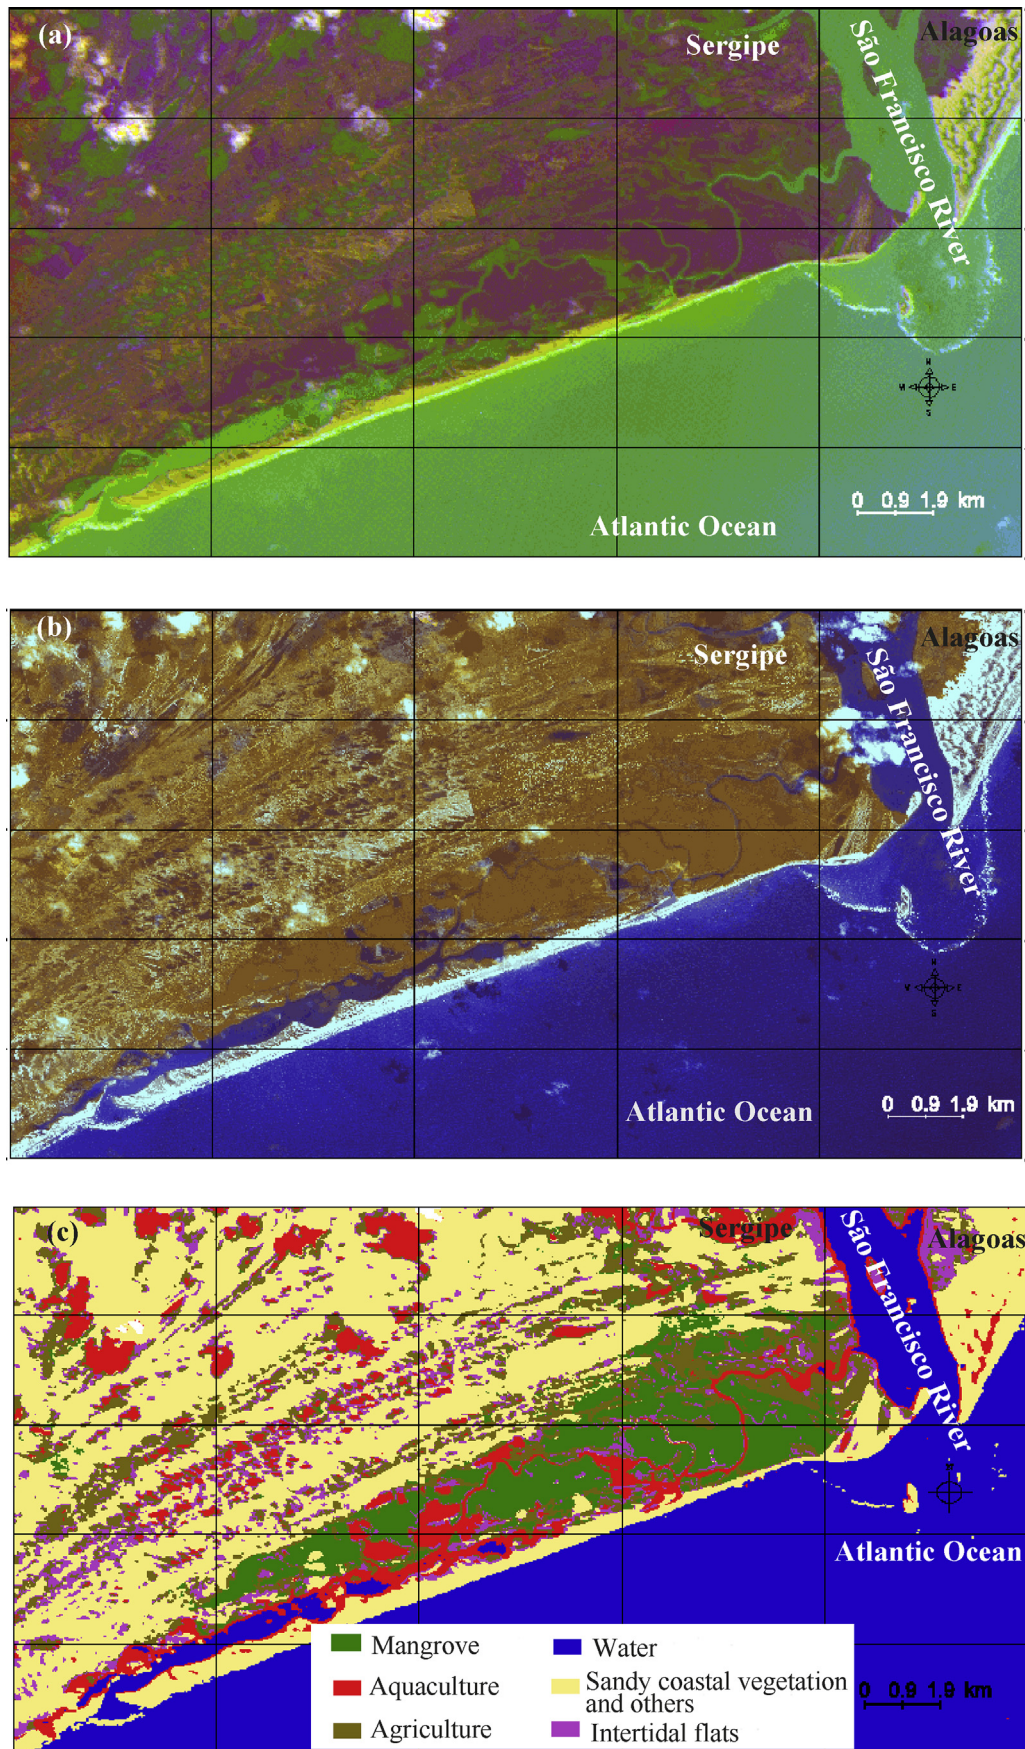 (a)
Sergipe
São Francisco River
Alagoas
N
E
S
0 0.9 1.9 km
Atlantic Ocean
(b)
Sergipe
São Francisco River
Alagoas
E
S
0 0.9 1.9 km
Atlantic Ocean
(c)
Sergipe
São Francisco River
Alagoas
Atlantic Ocean
Mangrove
Water
Aquaculture
Sandy coastal vegetation
and others
Agriculture
Intertidal flats
0 0.9 1.9 km